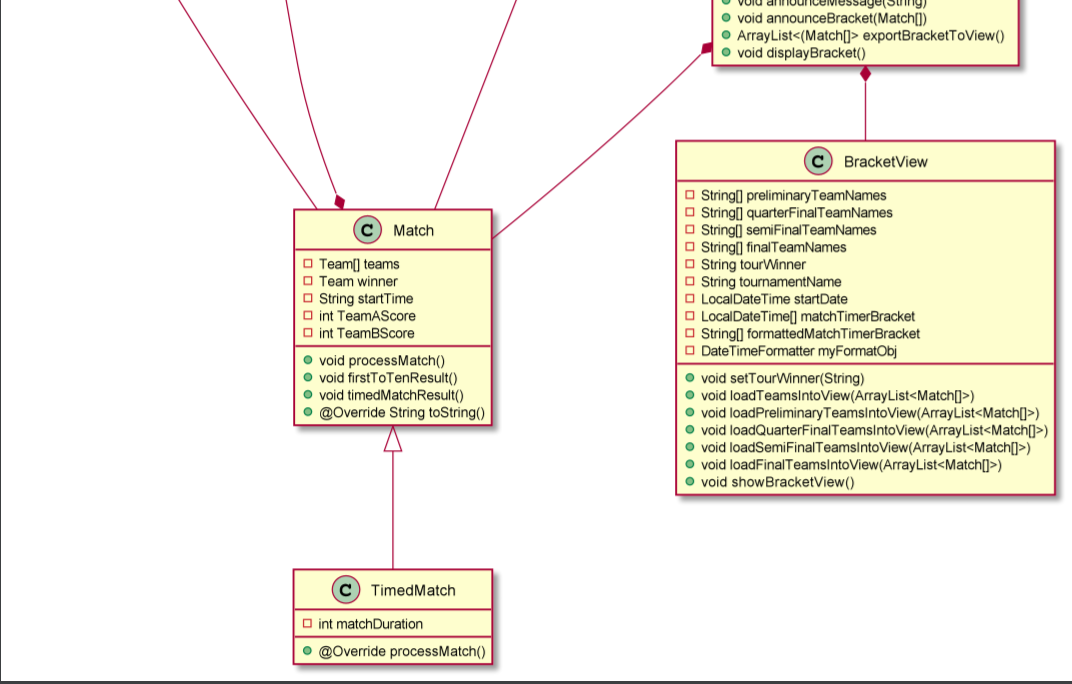 void announceMessage(String)
void announceBracket(Match[])
ArrayList<(Match[]> exportBracketToView()
void displayBracket()
C BracketView
String[] preliminaryTeamNames
String[] quarterFinalTeamNames
String[] semiFinalTeamNames
String[] finalTeamNames
String tourWinner
String tournamentName
LocalDateTime startDate
LocalDateTime[] matchTimerBracket
String[] formattedMatchTimerBracket
DateTimeFormatter myFormatObj
void setTourWinner(String)
void loadTeamsIntoView(ArrayList<Match[]>)
void loadPreliminaryTeamsIntoView(ArrayList<Match[]>)
void loadQuarterFinalTeamsIntoView(ArrayList<Match[]>)
void loadSemiFinalTeamsIntoView(ArrayList<Match[]>)
void loadFinalTeamsIntoView(ArrayList<Match[]>)
void showBracketView()
C Match
Team[] teams
Team winner
String startTime
int TeamAScore
int TeamBScore
void processMatch()
void firstToTenResult()
void timedMatchResult()
@Override String toString()
C TimedMatch
int matchDuration
@Override processMatch()